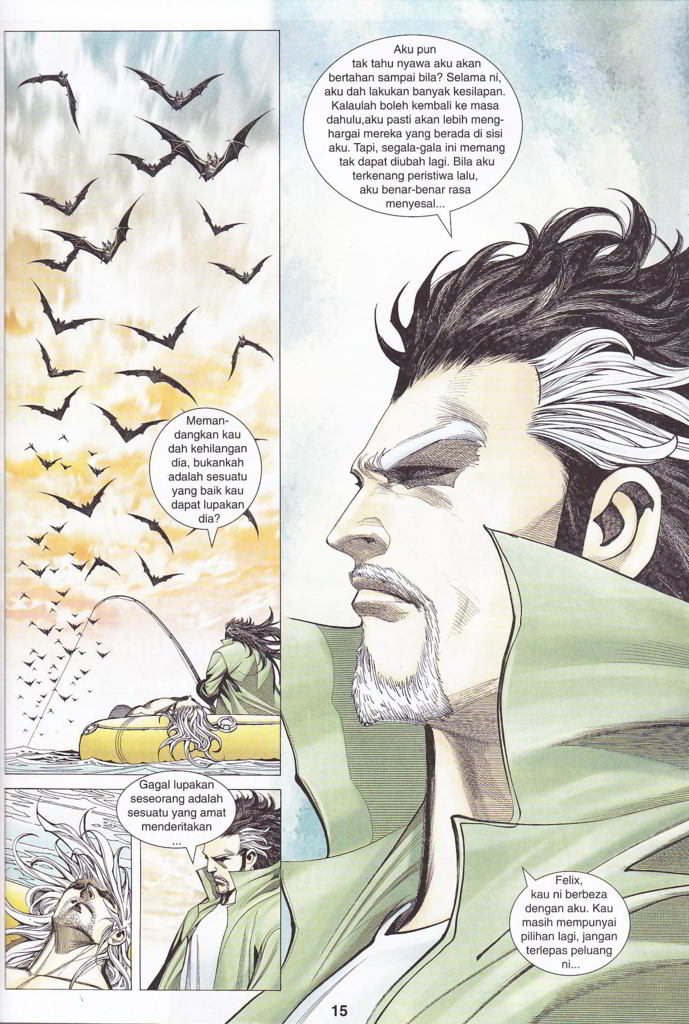 Meman-
dangkan kau
dah kehilangan
dia, bukankah
adalah sesuatu
yang baik kau
dapat lupakan
dia?
Gagal lupakan
seseorang adalah
sesuatu yang amat
menderitakan
...
Aku pun
tak tahu nyawa aku akan
bertahan sampai bila? Selama ni,
aku dah lakukan banyak kesilapan.
Kalaulah boleh kembali ke masa
dahulu,aku pasti akan lebih meng-
hargai mereka yang berada di sisi
aku. Tapi, segala-gala ini memang
tak dapat diubah lagi. Bila aku
terkenang peristiwa lalu,
aku benar-benar rasa
menyesal...
Felix,
kau ni berbeza
dengan aku. Kau
masih mempunyai
pilihan lagi, jangan
terlepas peluang
ni...
15